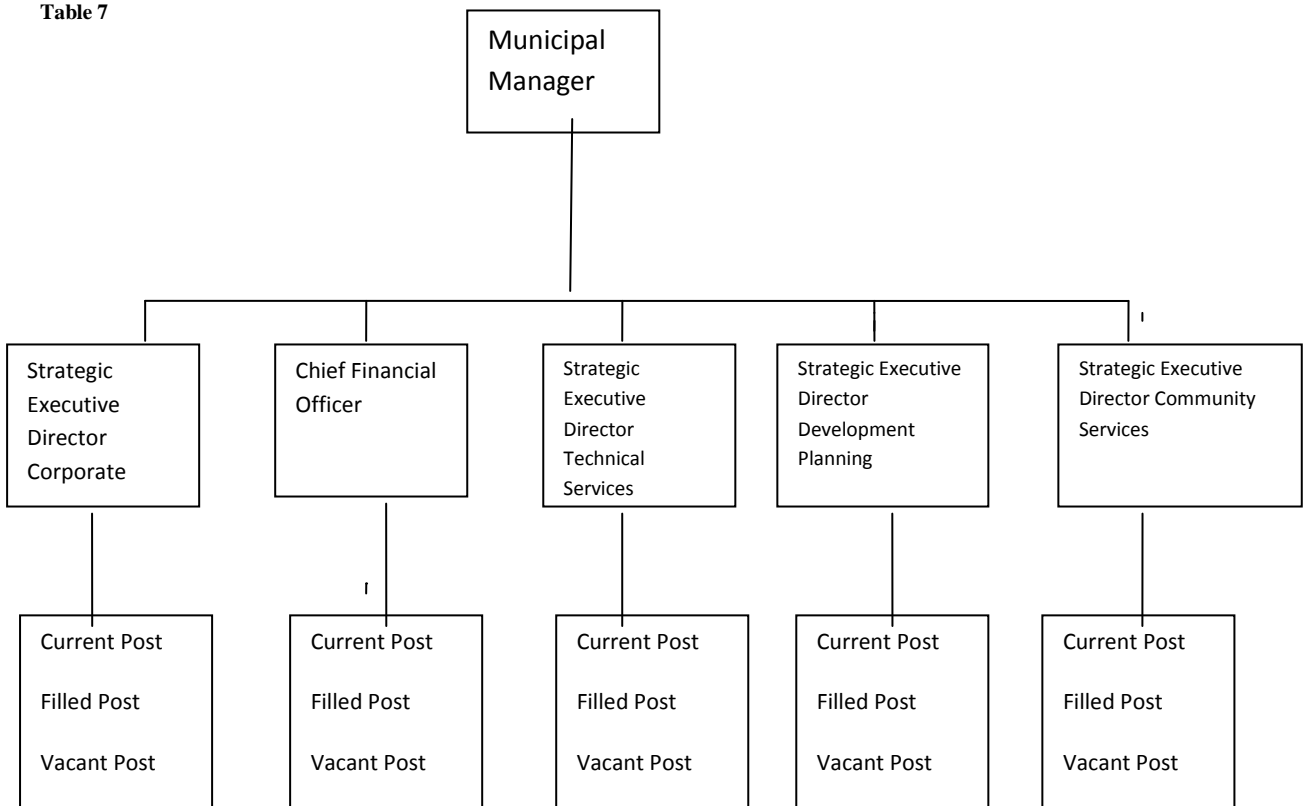 Table 7
Municipal
Manager
Strategic
Executive
Director
Corporate
Chief Financial
Officer
Strategic
Executive
Director
Technical
Services
Strategic Executive
Director
Development
Planning
Strategic Executive
Director Community
Services
Current Post
Filled Post
Vacant Post
Current Post
Filled Post
Vacant Post
Current Post
Filled Post
Vacant Post
Current Post
Filled Post
Vacant Post
Current Post
Filled Post
Vacant Post